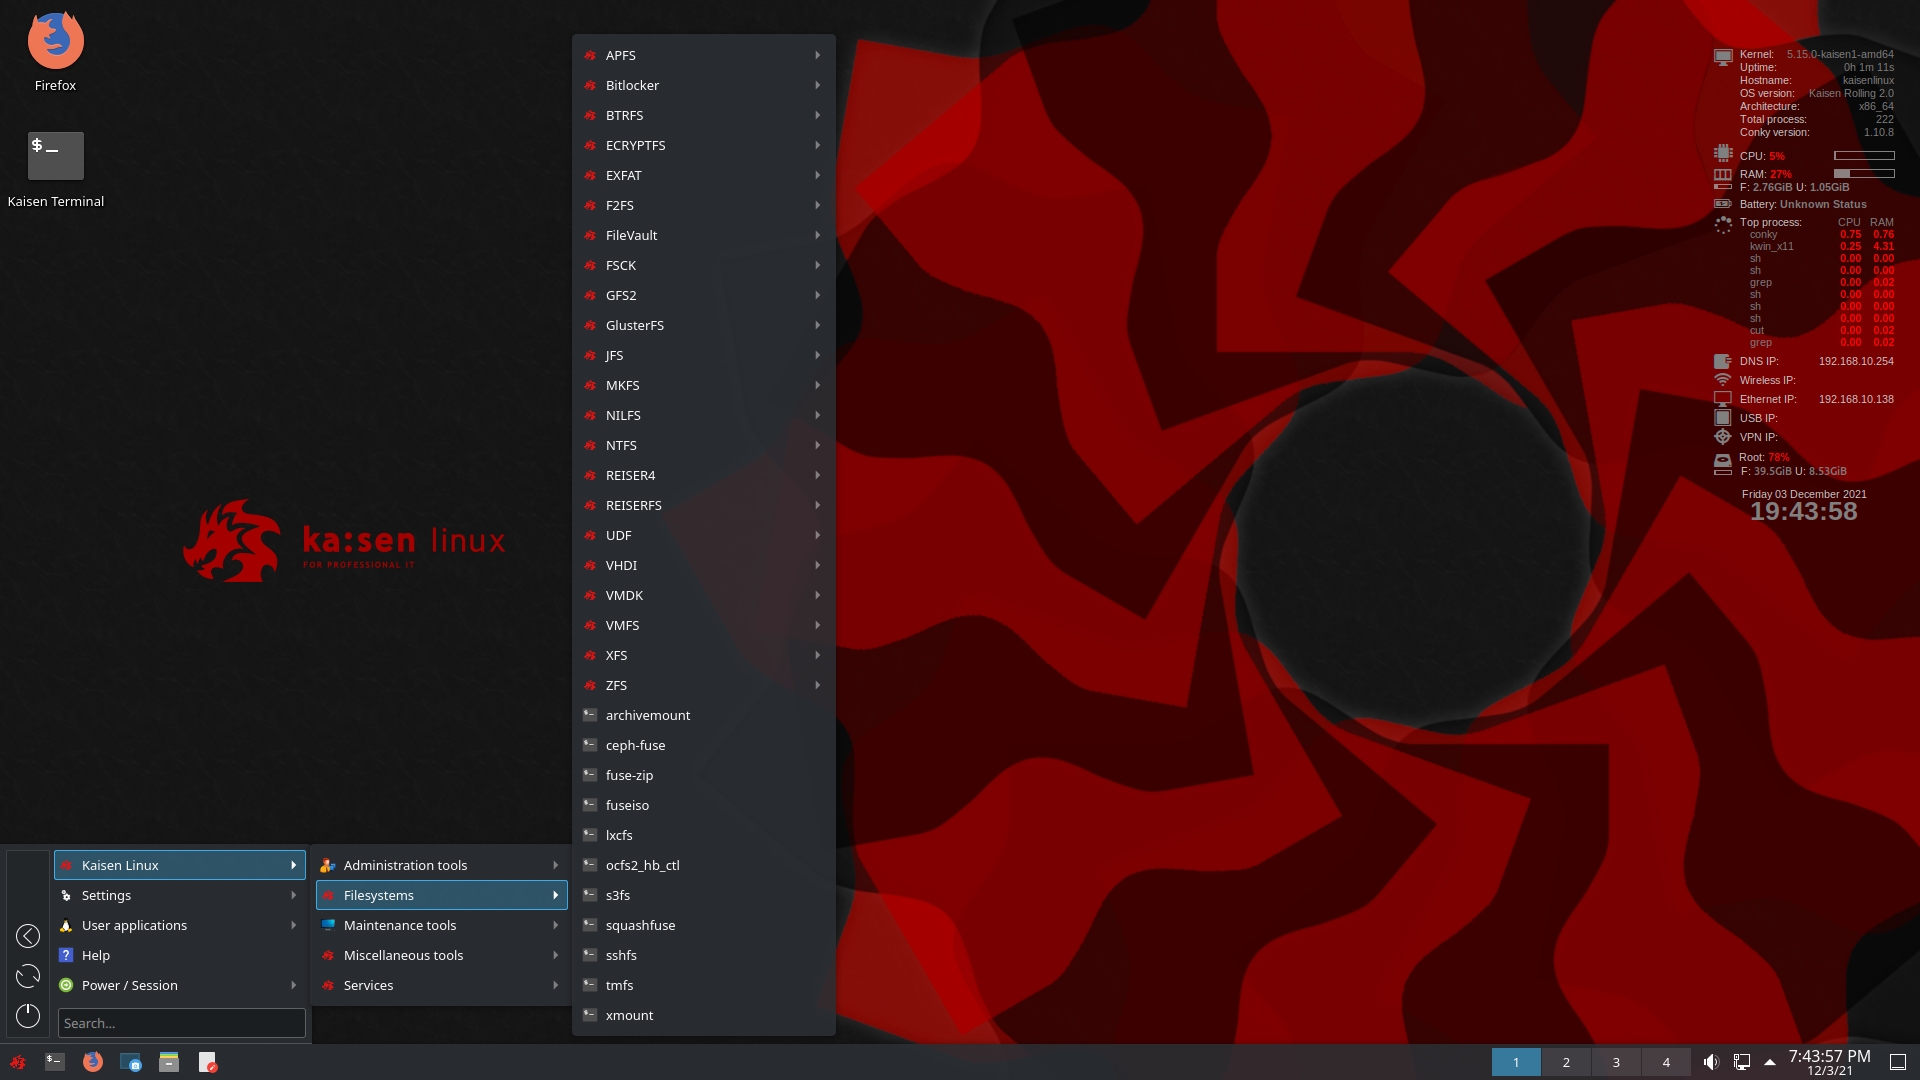 Firefox
$_
Kaisen Terminal
ka:sen linux
FOR PROFESSIONAL IT
APFS
Bitlocker
BTRFS
ECRYPTFS
EXFAT
F2FS
FileVault
FSCK
GFS2
GlusterFS
JFS
MKFS
NILFS
NTFS
REISER4
REISERFS
UDF
VHDI
VMDK
VMFS
XFS
ZFS
archivemount
ceph-fuse
fuse-zip
fuseiso
lxcfs
ocfs2_hb_ctl
s3fs
squashfuse
sshfs
tmfs
xmount
Kaisen Linux
Settings
User applications
Help
Power / Session
Search...
Administration tools
Filesystems
Maintenance tools
Miscellaneous tools
Services
Kernel: 5.15.0-kaisen1-amd64
Uptime: 0h 1m 11s
Hostname: kaisenlinux
OS version: Kaisen Rolling 2.0
Architecture: x86_64
Total process: 222
Conky version: 1.10.8
CPU: 5%
RAM: 27%
F: 2.76GiB U: 1.05GiB
Battery: Unknown Status
Top process: CPU RAM
conky 0.75 0.76
kwin_x11 0.25 4.31
sh 0.00 0.00
sh 0.00 0.00
grep 0.00 0.02
sh 0.00 0.00
sh 0.00 0.00
sh 0.00 0.00
cut 0.00 0.02
grep 0.00 0.02
DNS IP: 192.168.10.254
Wireless IP:
Ethernet IP: 192.168.10.138
USB IP:
VPN IP:
Root: 78%
F: 39.5GiB U: 8.53GiB
Friday 03 December 2021
19:43:58
1 2 3 4
7:43:57 PM
12/3/21